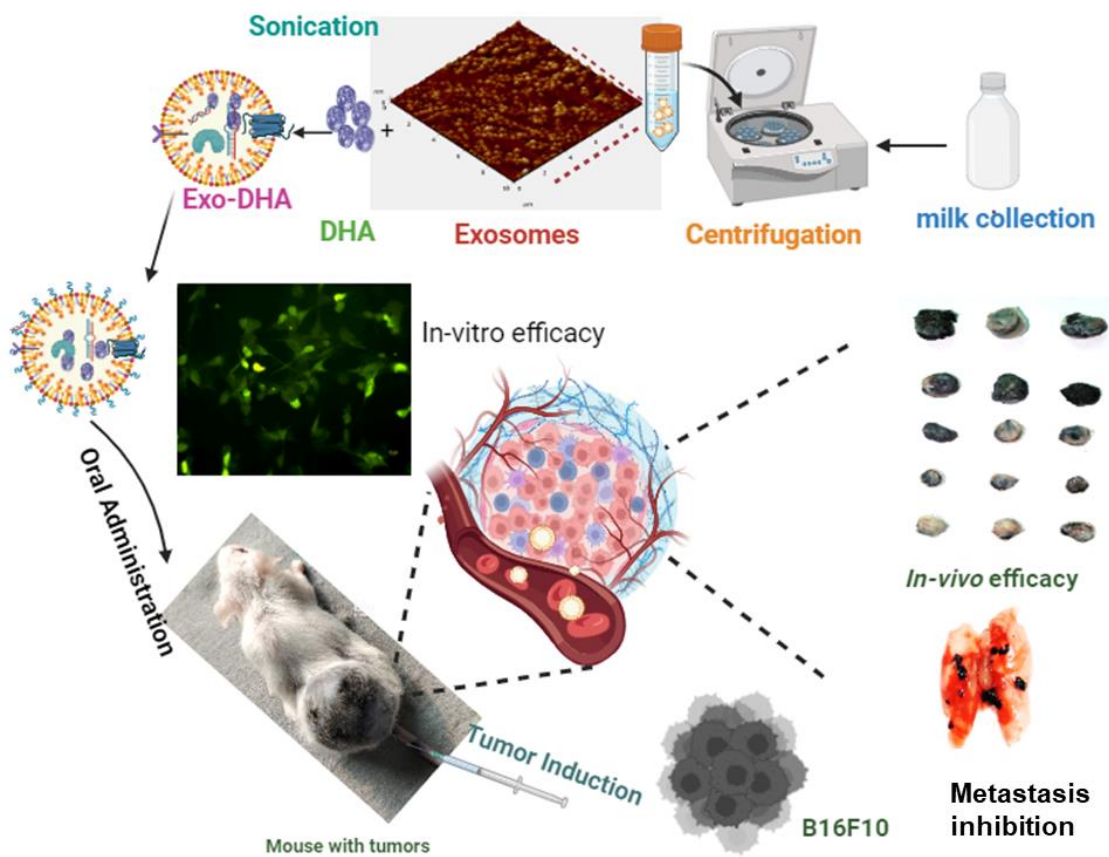 Sonication
Exo-DHA
DHA
+
Exosomes
Centrifugation
milk collection
In-vitro efficacy
Oral Administration
In-vivo efficacy
Tumor Induction
Mouse with tumors
B16F10
Metastasis
inhibition